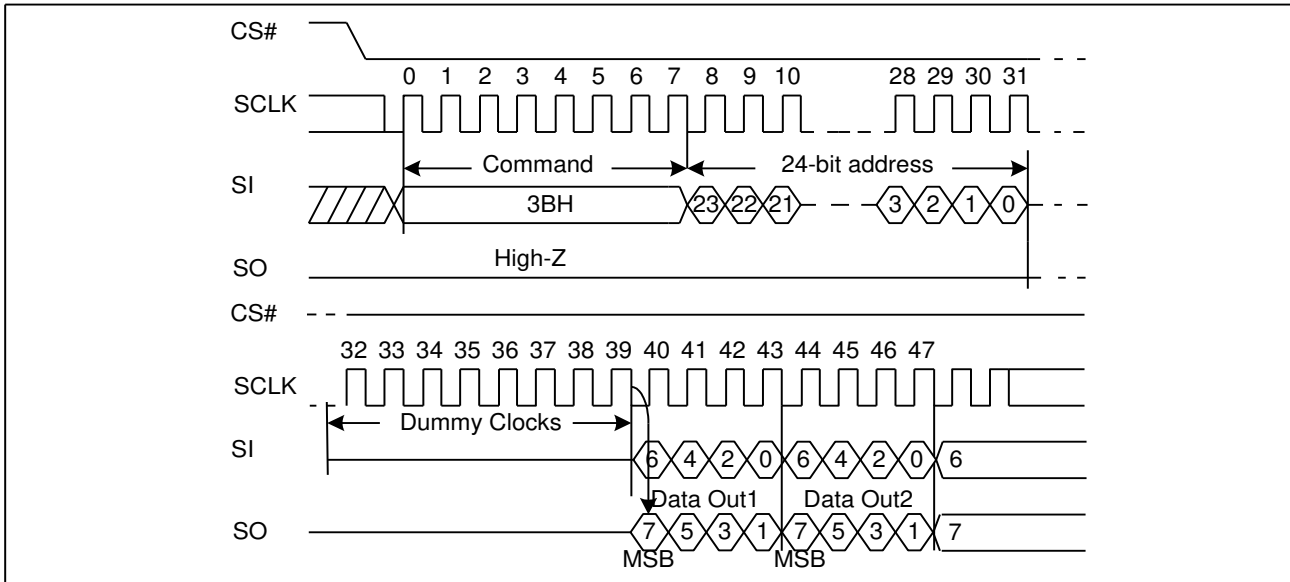 CS#
0 1 2 3 4 5 6 7 8 9 10 28 29 30 31
SCLK
Command 24-bit address
SI
3BH 23 22 21 3 2 1 0
High-Z
SO
CS#
32 33 34 35 36 37 38 39 40 41 42 43 44 45 46 47
SCLK
Dummy Clocks
SI
6 4 2 0 6 4 2 0 6
Data Out1 Data Out2
SO
7 5 3 1 7 5 3 1 7
MSB MSB